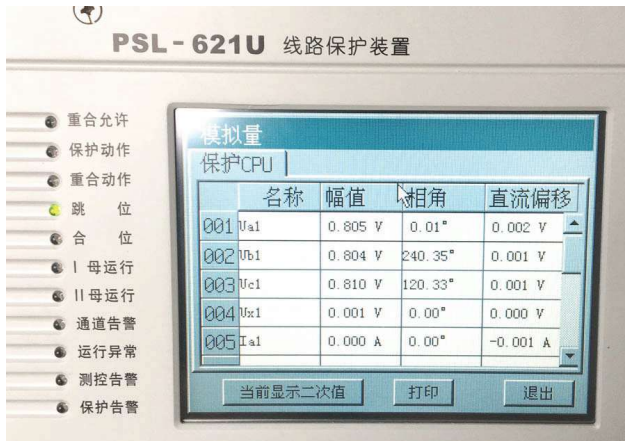 PSL-621U 线路保护装置
重合允许
保护动作
重合动作
跳 位
合 位
I 母运行
II母运行
通道告警
运行异常
测控告警
保护告警
模拟量
保护CPU
名称 幅值 相角 直流偏移
001 Ua1 0.805 V 0.01° 0.002 V
002 Ub1 0.804 V 240.35° 0.001 V
003 Uc1 0.810 V 120.33° 0.001 V
004 Ux1 0.001 V 0.00° 0.000 V
005 Ia1 0.000 A 0.00° -0.001 A
当前显示二次值 打印 退出